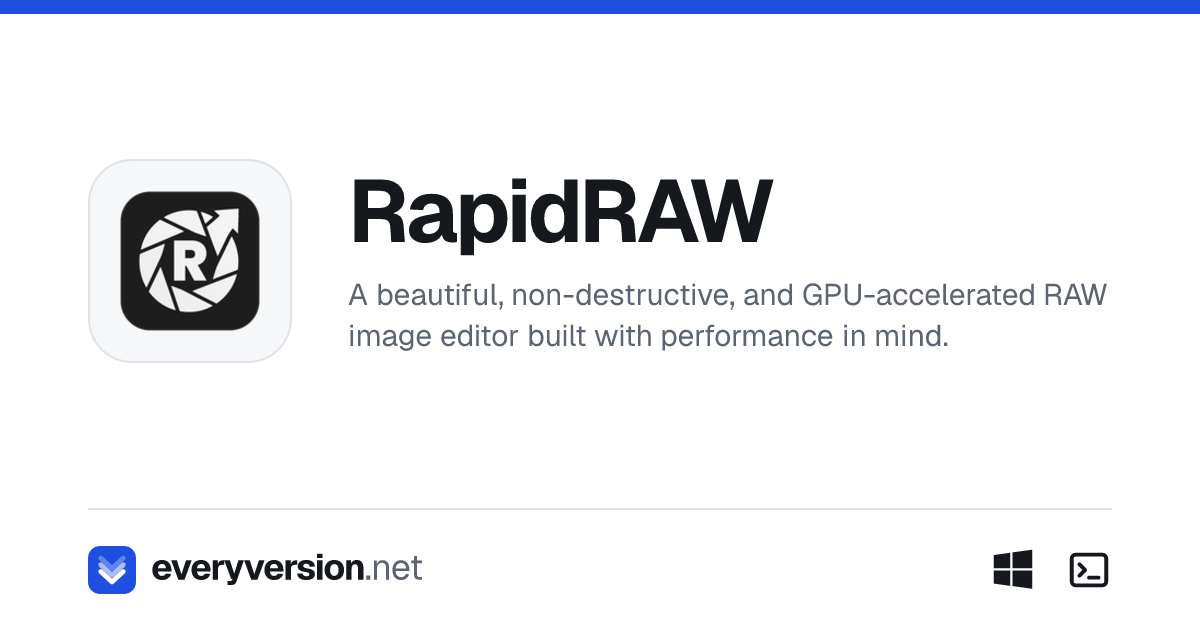 RapidRAW
A beautiful, non-destructive, and GPU-accelerated RAW
image editor built with performance in mind.
R
everyversion.net